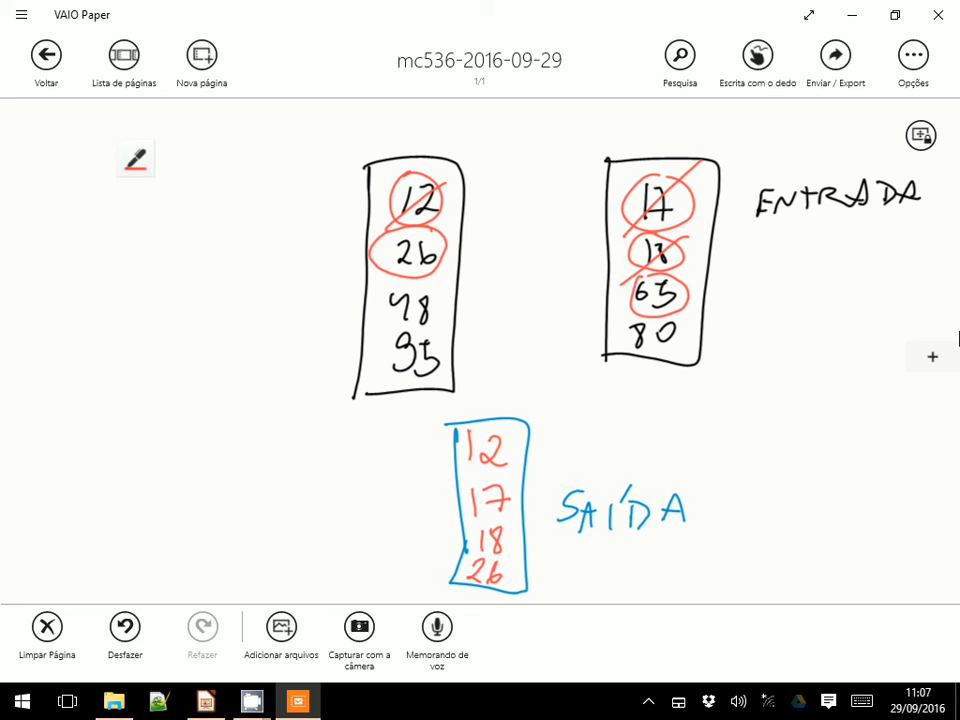 VAIO Paper
Voltar
Lista de páginas
Nova página
mc536-2016-09-29
1/1
Pesquisa
Escrita com o dedo
Enviar / Export
Opções
12
26
48
95
17
18
65
80
ENTRADA
12
17
18
26
SAÍDA
Limpar Página
Desfazer
Refazer
Adicionar arquivos
Capturar com a
câmera
Memorando de
voz
11:07
29/09/2016